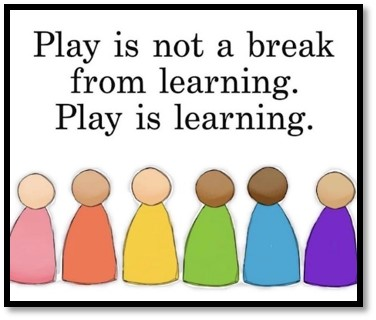 Play is not a break
from learning.
Play is learning.